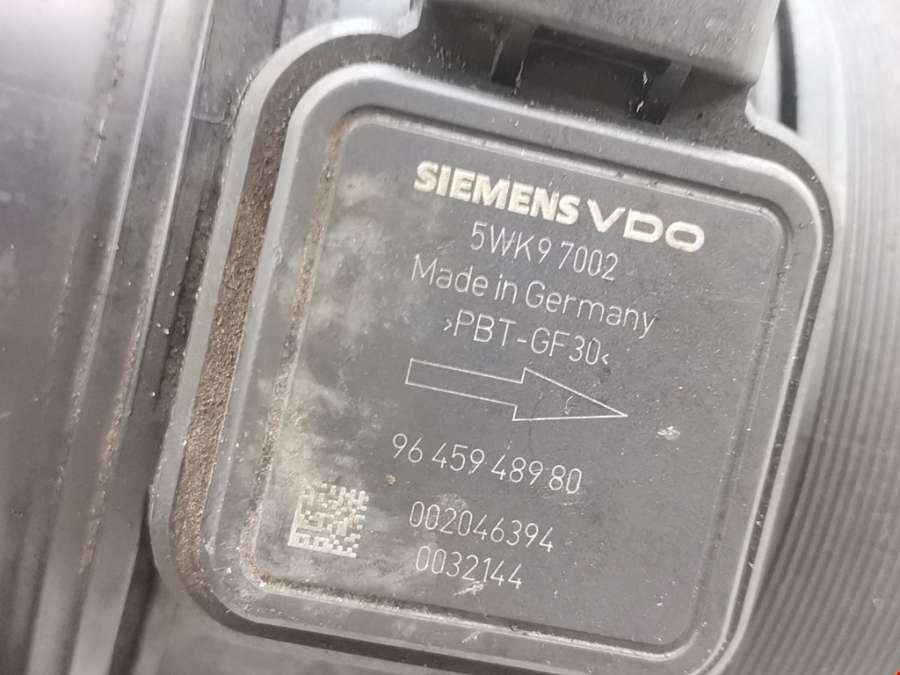 SIEMENS VDO
5WK9 7002
Made in Germany
>PBT-GF30<
96 459 489 80
002046394
0032144